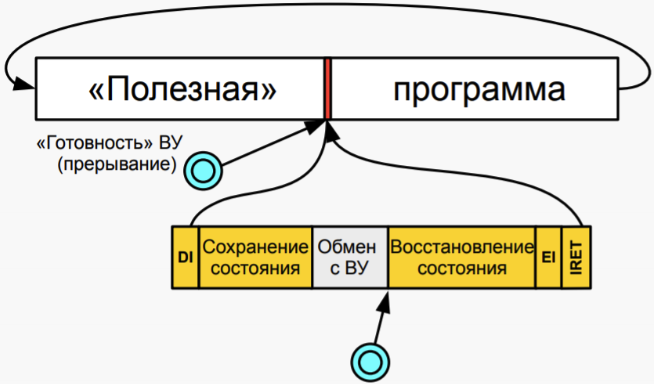 «Полезная» программа
«Готовность» ВУ
(прерывание)
DI
Сохранение
состояния
Обмен
с ВУ
Восстановление
состояния
EI
IRET